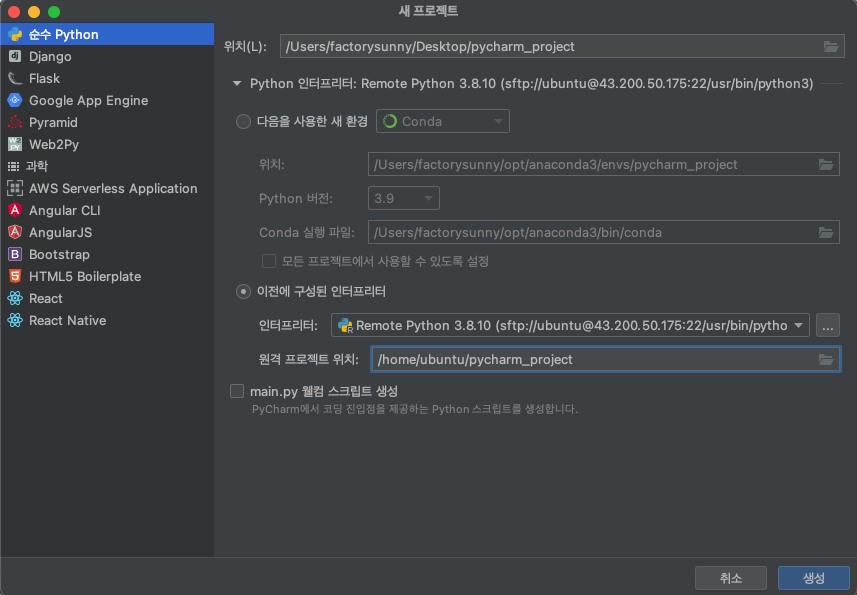 새 프로젝트
순수 Python
Django
Flask
Google App Engine
Pyramid
Web2Py
과학
AWS Serverless Application
Angular CLI
AngularJS
Bootstrap
HTML5 Boilerplate
React
React Native
위치(L): /Users/factorysunny/Desktop/pycharm_project
Python 인터프리터: Remote Python 3.8.10 (sftp://ubuntu@43.200.50.175:22/usr/bin/python3)
다음을 사용한 새 환경 Conda
위치: /Users/factorysunny/opt/anaconda3/envs/pycharm_project
Python 버전: 3.9
Conda 실행 파일: /Users/factorysunny/opt/anaconda3/bin/conda
모든 프로젝트에서 사용할 수 있도록 설정
이전에 구성된 인터프리터
인터프리터: Remote Python 3.8.10 (sftp://ubuntu@43.200.50.175:22/usr/bin/pytho ...
원격 프로젝트 위치: /home/ubuntu/pycharm_project
main.py 웰컴 스크립트 생성
PyCharm에서 코딩 진입점을 제공하는 Python 스크립트를 생성합니다.
취소 생성